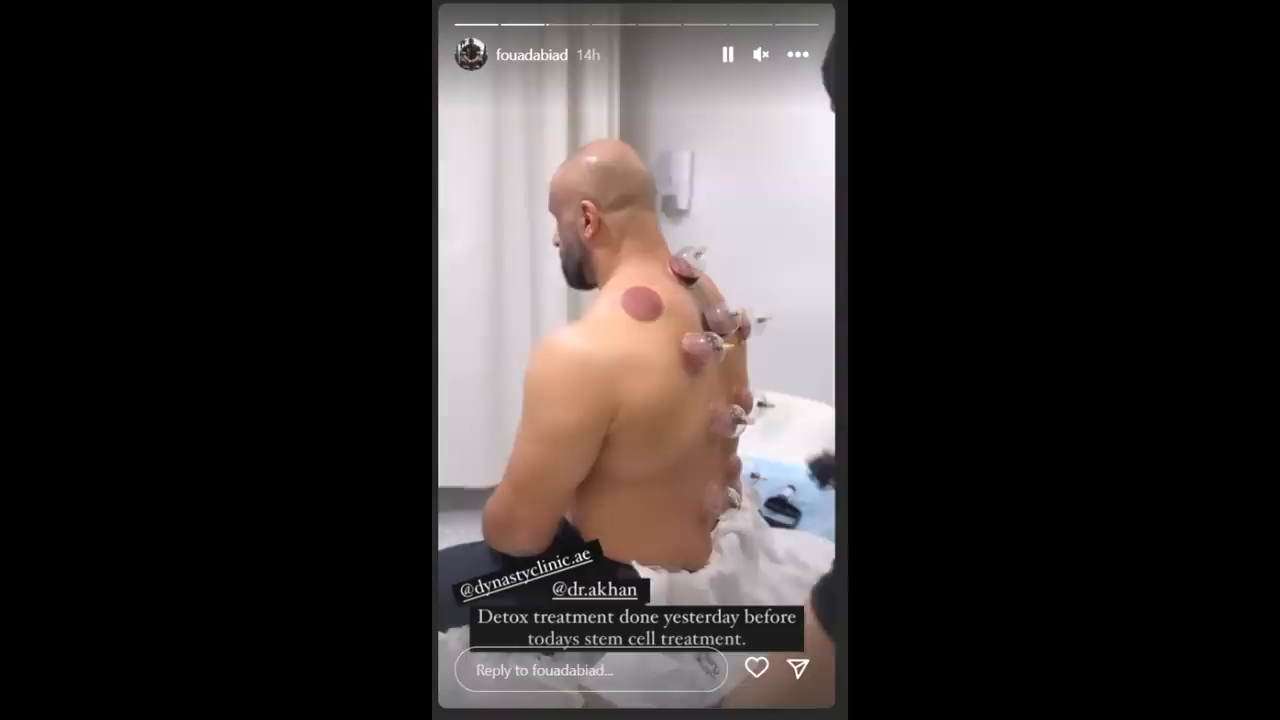 fouadabiad 14h
@dynastyclinic.ae
@dr.akhan
Detox treatment done yesterday before
todays stem cell treatment.
Reply to fouadabiad...